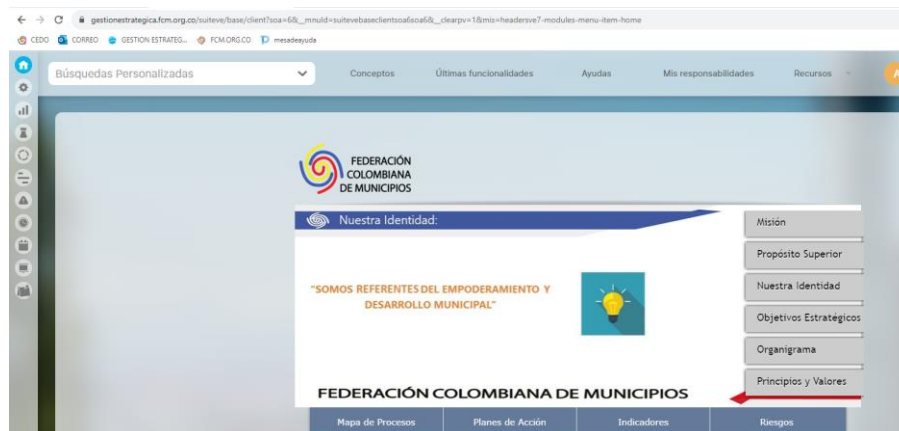 gestionestrategica.fcm.org.co/suiteve/base/client?soa=6&_mnuId=suitevebaseclientsoa6soa6&_clearpv=1&mis=headersve7-modules-menu-item-home
CEDO CORREO GESTION ESTRATEG... FCM.ORG.CO mesadeayuda
Búsquedas Personalizadas Conceptos Últimas funcionalidades Ayudas Mis responsabilidades Recursos A
FEDERACIÓN
COLOMBIANA
DE MUNICIPIOS
Nuestra Identidad:
Misión
Propósito Superior
Nuestra Identidad
Objetivos Estratégicos
Organigrama
Principios y Valores
"SOMOS REFERENTES DEL EMPODERAMIENTO Y
DESARROLLO MUNICIPAL"
FEDERACIÓN COLOMBIANA DE MUNICIPIOS
Mapa de Procesos Planes de Acción Indicadores Riesgos